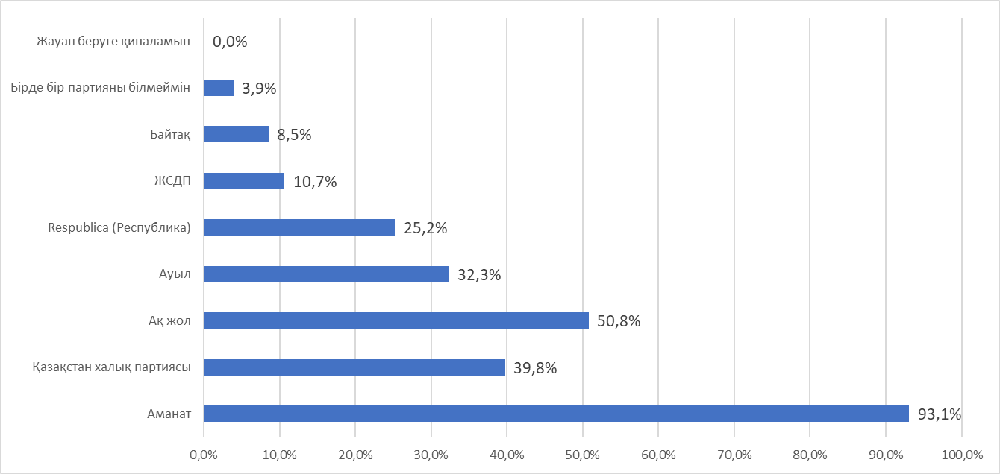 Жауап беруге қиналамын 0,0%
Бірде бір партияны білмеймін 3,9%
Байтақ 8,5%
ЖСДП 10,7%
Respublica (Республика) 25,2%
Ауыл 32,3%
Ақ жол 50,8%
Қазақстан халық партиясы 39,8%
Аманат 93,1%
0,0% 10,0% 20,0% 30,0% 40,0% 50,0% 60,0% 70,0% 80,0% 90,0% 100,0%